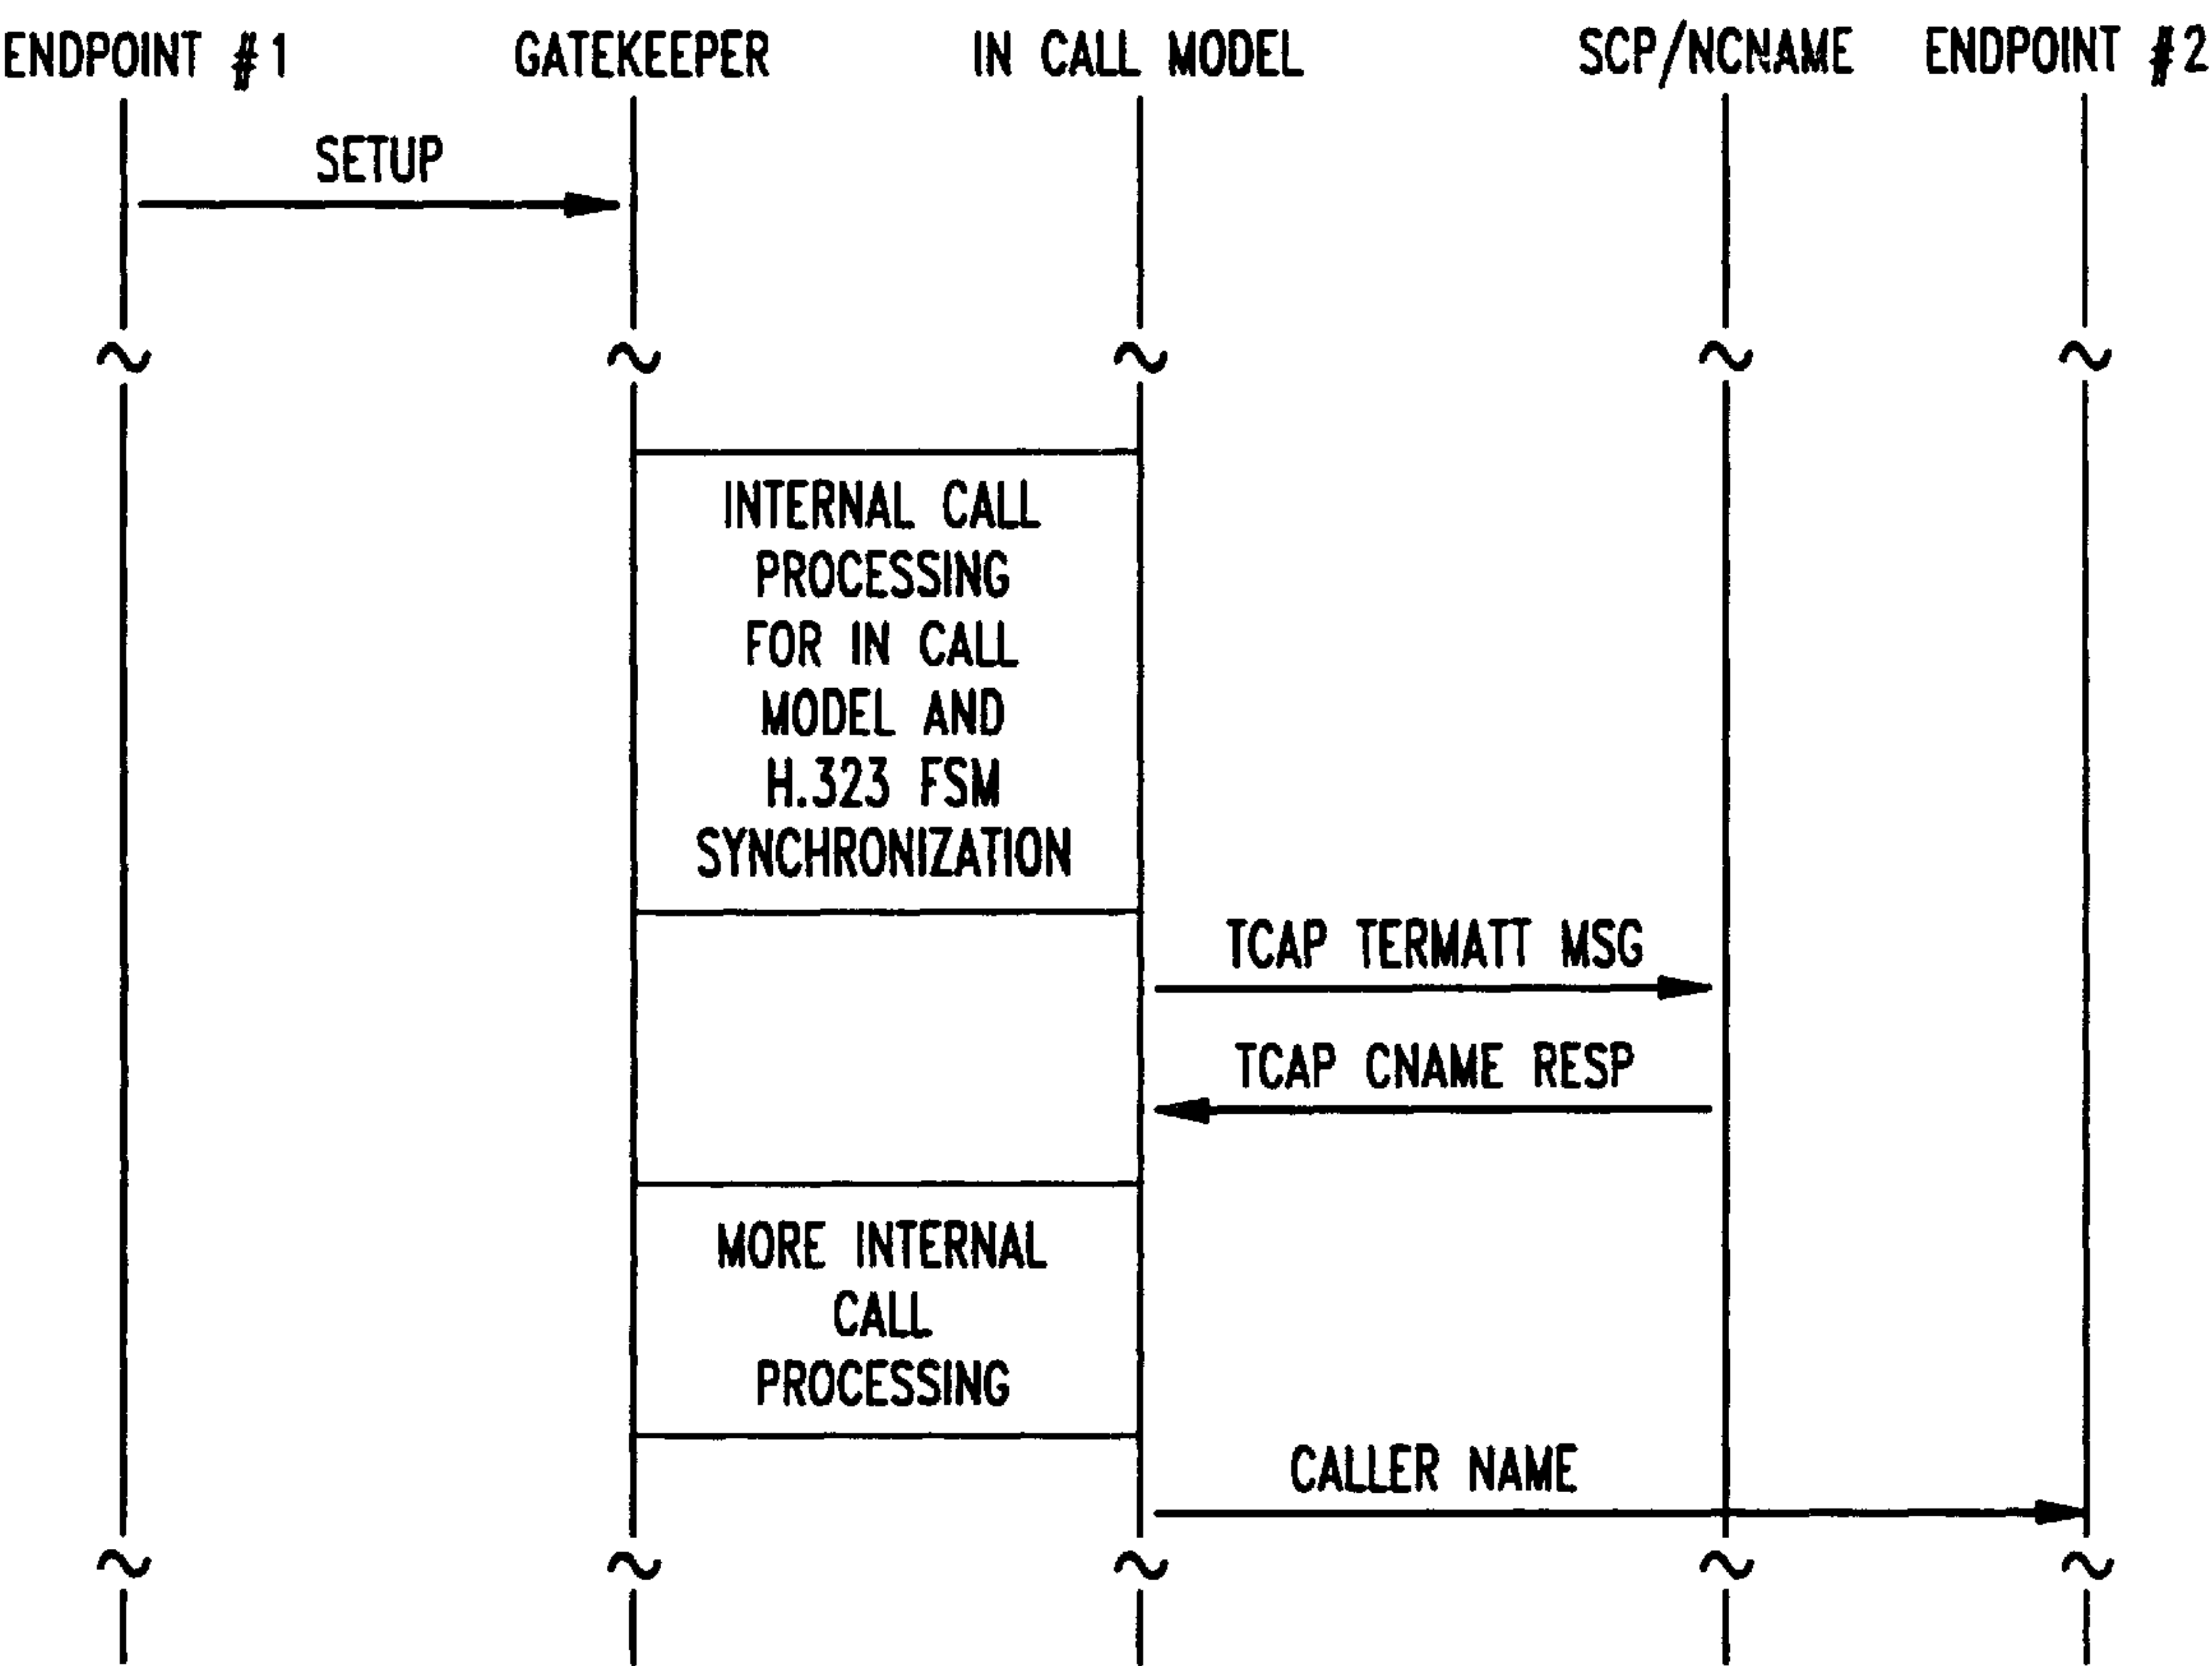 ENDPOINT #1
GATEKEEPER
IN CALL MODEL
SCP/NCNAME
ENDPOINT #2
SETUP
INTERNAL CALL
PROCESSING
FOR IN CALL
MODEL AND
H.323 FSM
SYNCHRONIZATION
TCAP TERMATT MSG
TCAP CNAME RESP
MORE INTERNAL
CALL
PROCESSING
CALLER NAME